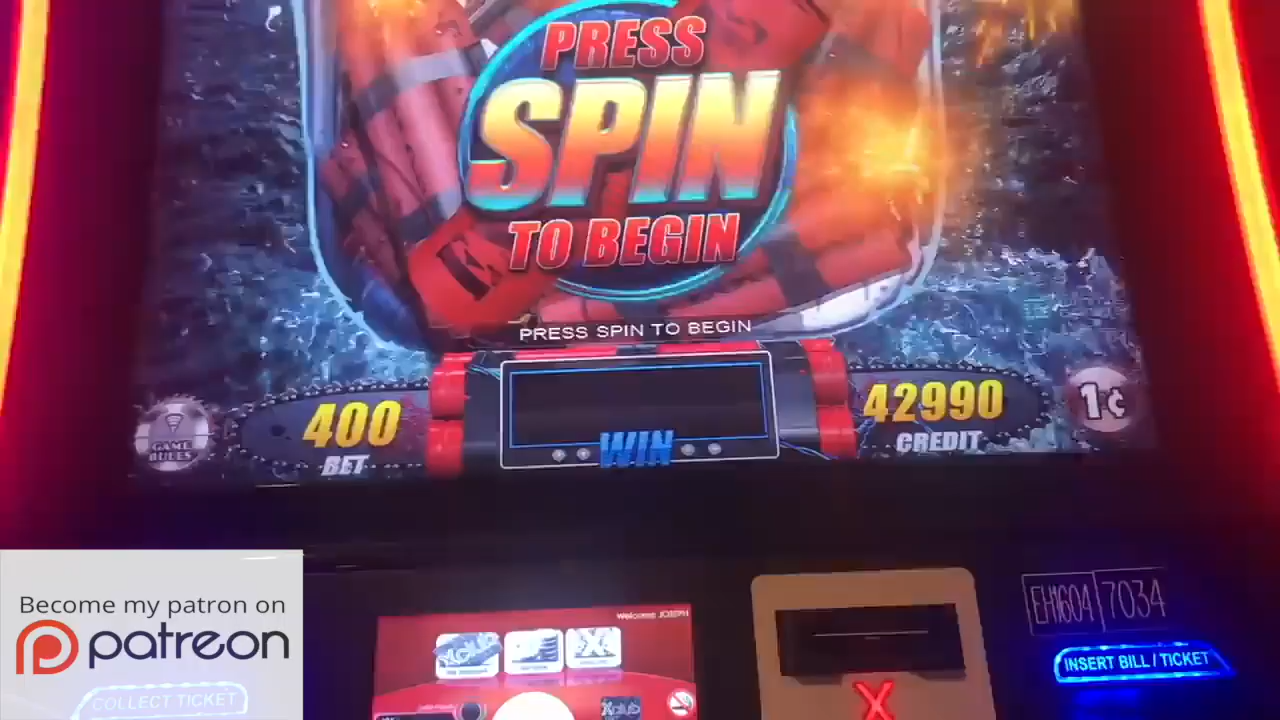 PRESS
SPIN
TO BEGIN
PRESS SPIN TO BEGIN
400
BET
WIN
42990
CREDIT
1¢
GAME
RULES
Become my patron on
patreon
COLLECT TICKET
Welcome JOSEPH
Xclub
X
EH1604 7034
INSERT BILL / TICKET